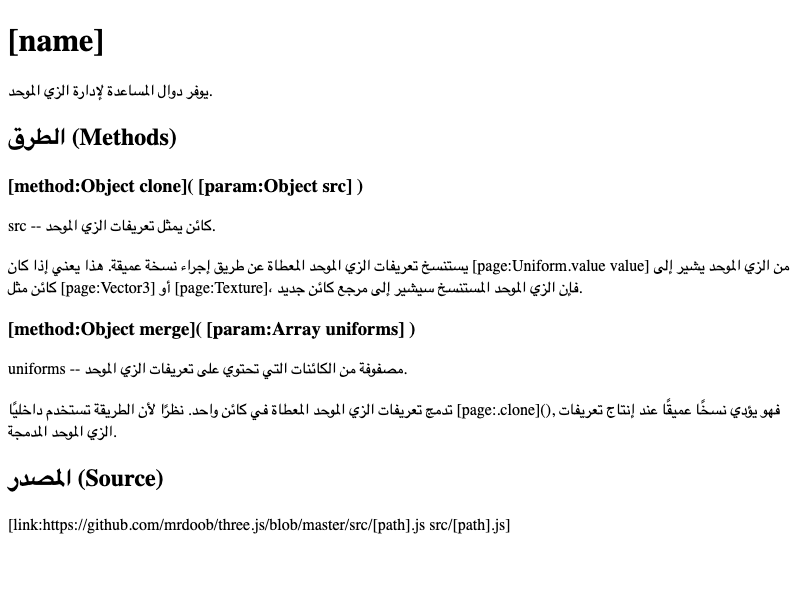 [name]
يوفر دوال المساعدة لإدارة الزي الموحد.
الطرق (Methods)
[method:Object clone]( [param:Object src] )
src -- كائن يمثل تعريفات الزي الموحد.
يستنسخ تعريفات الزي الموحد المعطاة عن طريق إجراء نسخة عميقة. هذا يعني إذا كان [page:Uniform.value value] من الزي الموحد يشير إلى
كائن مثل [page:Vector3] أو [page:Texture]، فإن الزي الموحد المستنسخ سيشير إلى مرجع كائن جديد.
[method:Object merge]( [param:Array uniforms] )
uniforms -- مصفوفة من الكائنات التي تحتوي على تعريفات الزي الموحد.
تدمج تعريفات الزي الموحد المعطاة في كائن واحد. نظرًا لأن الطريقة تستخدم داخليًا [page:.clone](), فهو يؤدي نسخًا عميقًا عند إنتاج تعريفات
الزي الموحد المدمجة.
المصدر (Source)
[link:https://github.com/mrdoob/three.js/blob/master/src/[path].js src/[path].js]